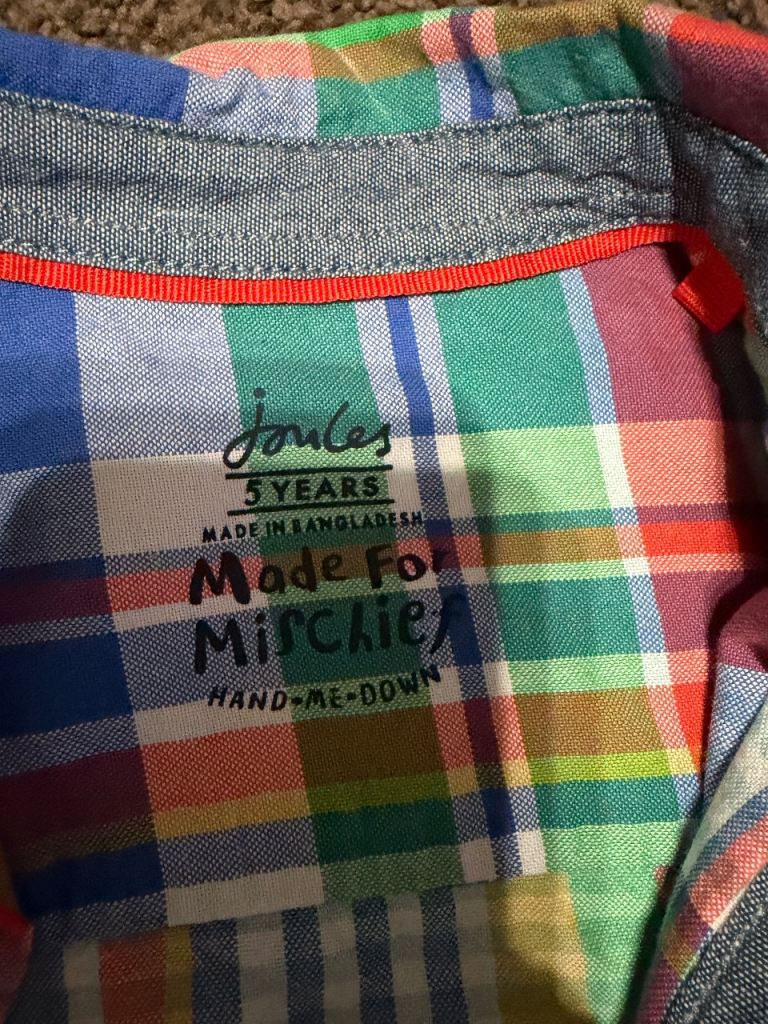 Joules
5 YEARS
MADE IN BANGLADESH
Made For
Mischief
HAND-ME-DOWN